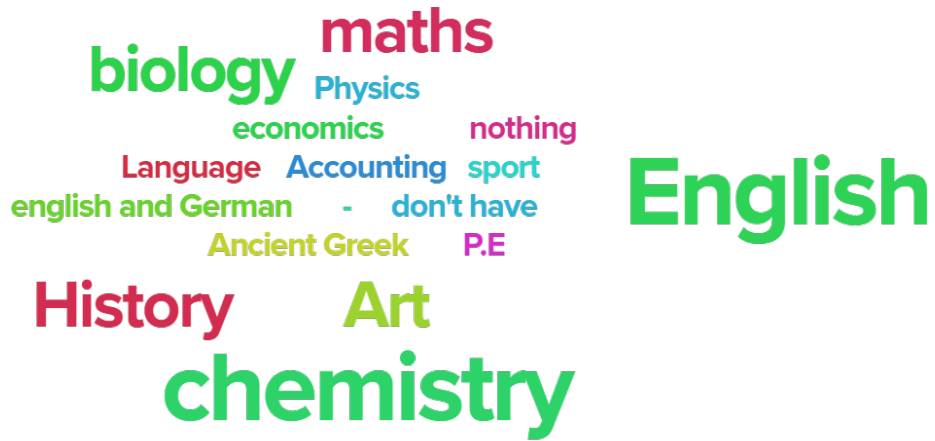 maths
biology
Physics
economics nothing
Language Accounting sport
English
english and German - don't have
Ancient Greek P.E
History Art
chemistry